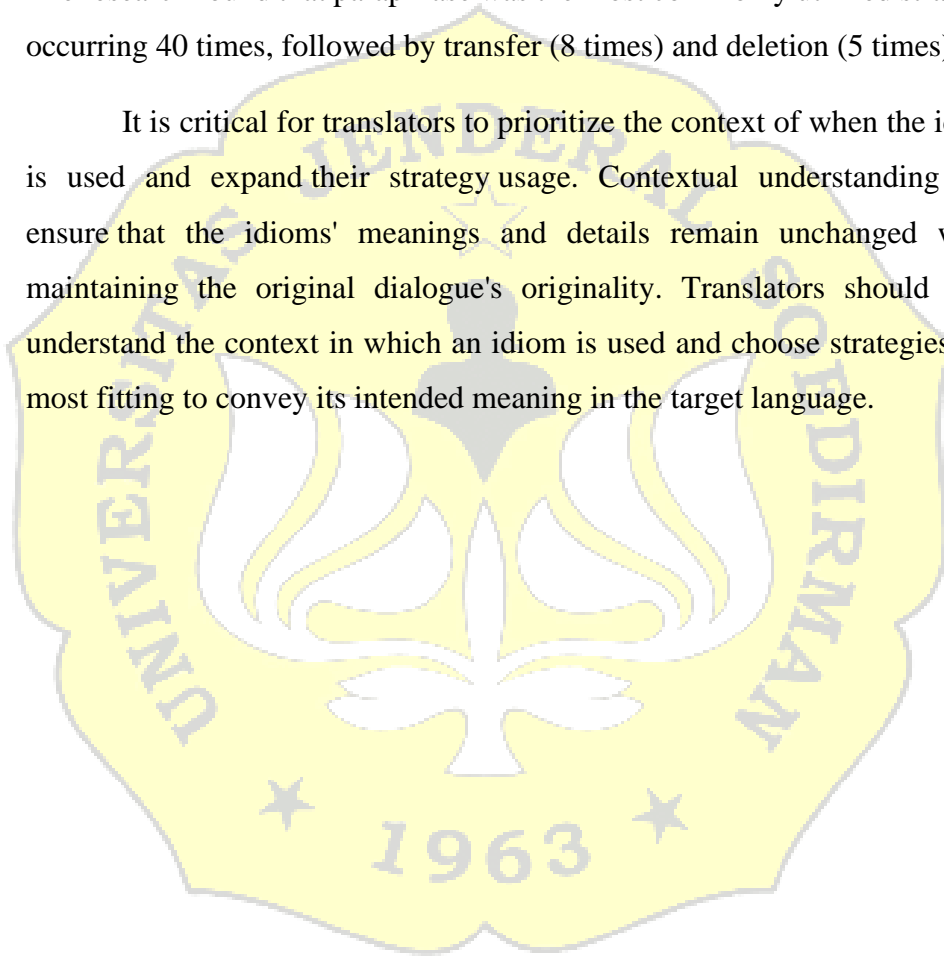 occurring 40 times, followed by transfer (8 times) and deletion (5 times)
It is critical for translators to prioritize the context of when the
is used and expand their strategy usage. Contextual understanding
ensure that the idioms' meanings and details remain unchanged
maintaining the original dialogue's originality. Translators should
understand the context in which an idiom is used and choose strategies
most fitting to convey its intended meaning in the target language.
UNIVERSITAS JENDERAL SOEDIRMAN
1963